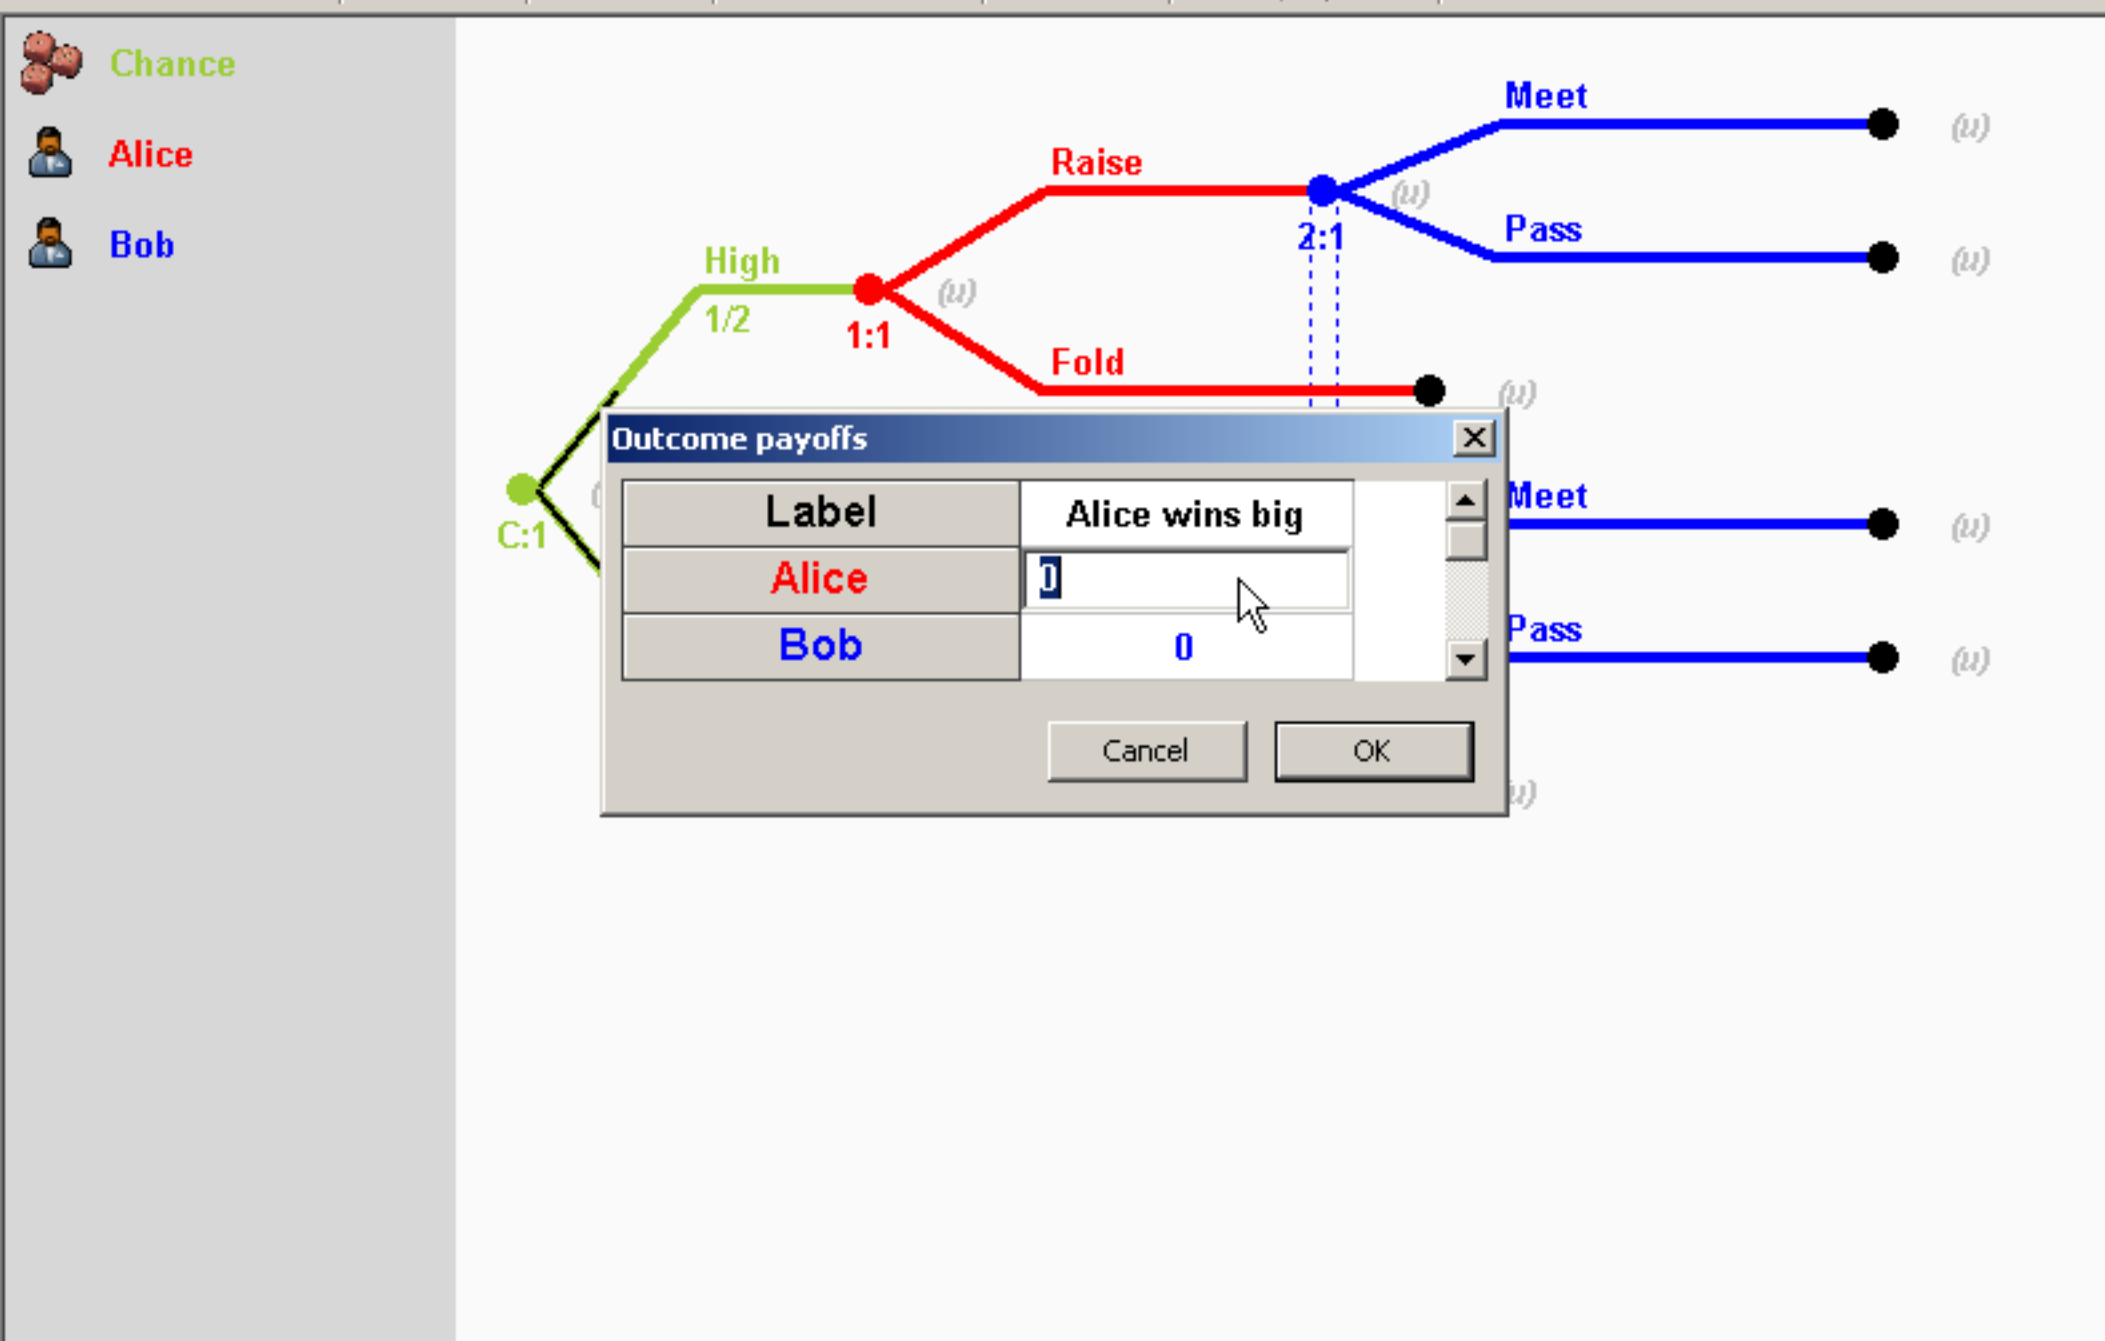 Chance
Alice
Bob
Meet
(u)
Raise
(u)
2:1
Pass
(u)
High
1/2
(u)
1:1
Fold
(u)
Outcome payoffs
Label
Alice wins big
Meet
(u)
C:1
Alice
0
Bob
0
Pass
(u)
Cancel
OK
u)